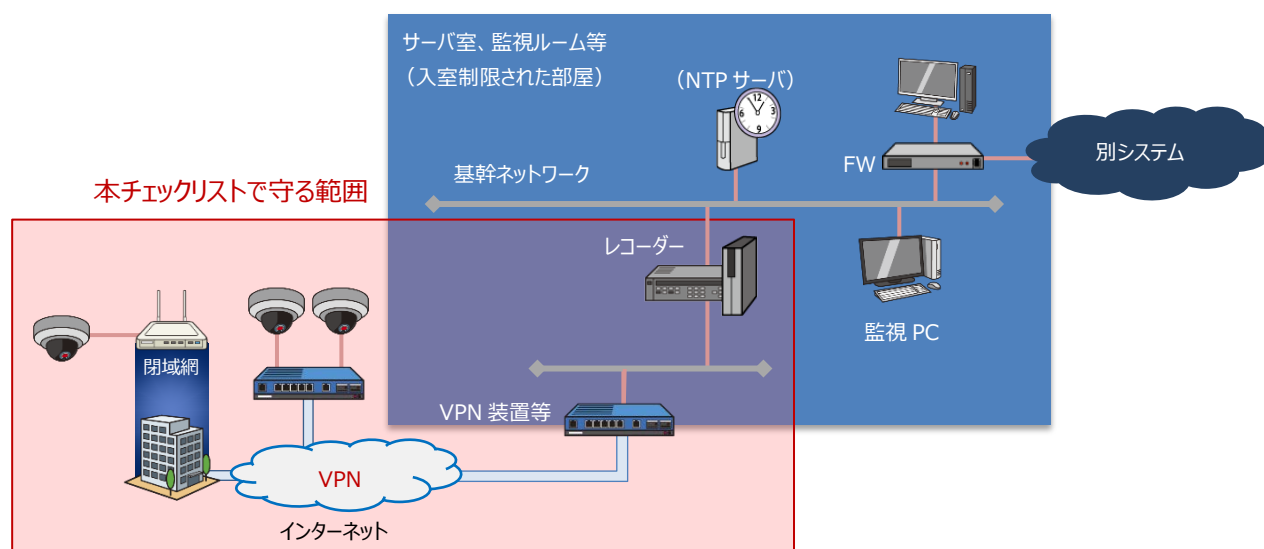 サーバ室、監視ルーム等
（入室制限された部屋）
（NTP サーバ）
FW
別システム
基幹ネットワーク
本チェックリストで守る範囲
レコーダー
監視 PC
閉域網
VPN 装置等
VPN
インターネット